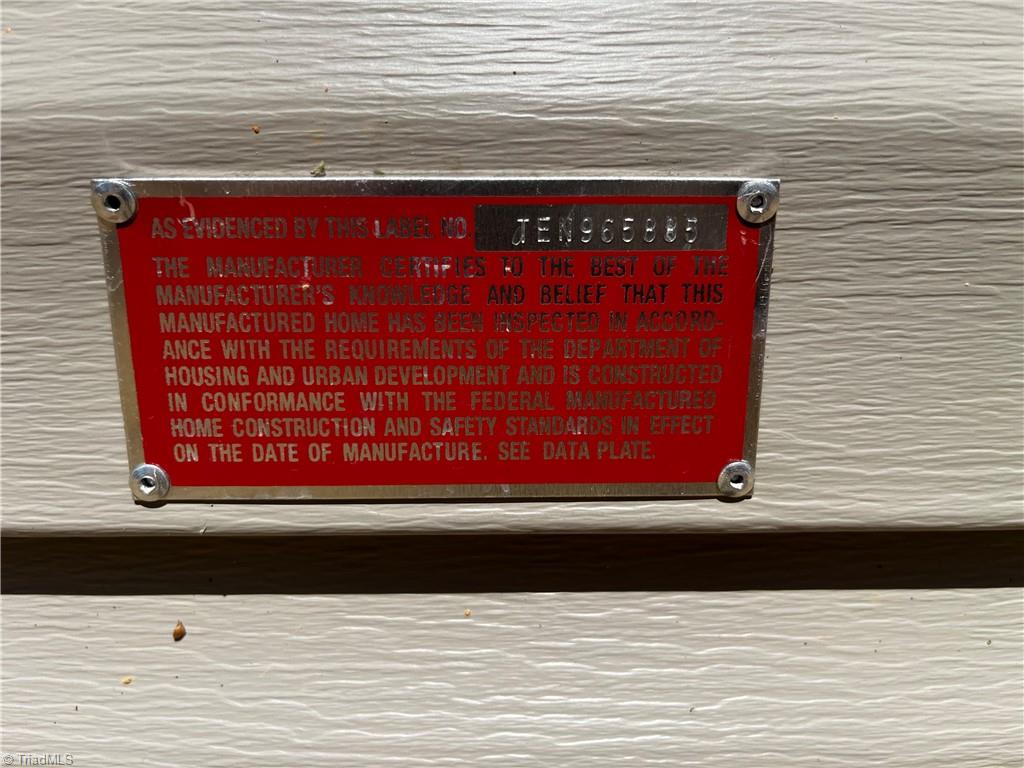 AS EVIDENCED BY THIS LABEL NO. TEN965885
THE MANUFACTURER CERTIFIES TO THE BEST OF THE
MANUFACTURER'S KNOWLEDGE AND BELIEF THAT THIS
MANUFACTURED HOME HAS BEEN INSPECTED IN ACCORD-
ANCE WITH THE REQUIREMENTS OF THE DEPARTMENT OF
HOUSING AND URBAN DEVELOPMENT AND IS CONSTRUCTED
IN CONFORMANCE WITH THE FEDERAL MANUFACTURED
HOME CONSTRUCTION AND SAFETY STANDARDS IN EFFECT
ON THE DATE OF MANUFACTURE. SEE DATA PLATE.
© TriadMLS